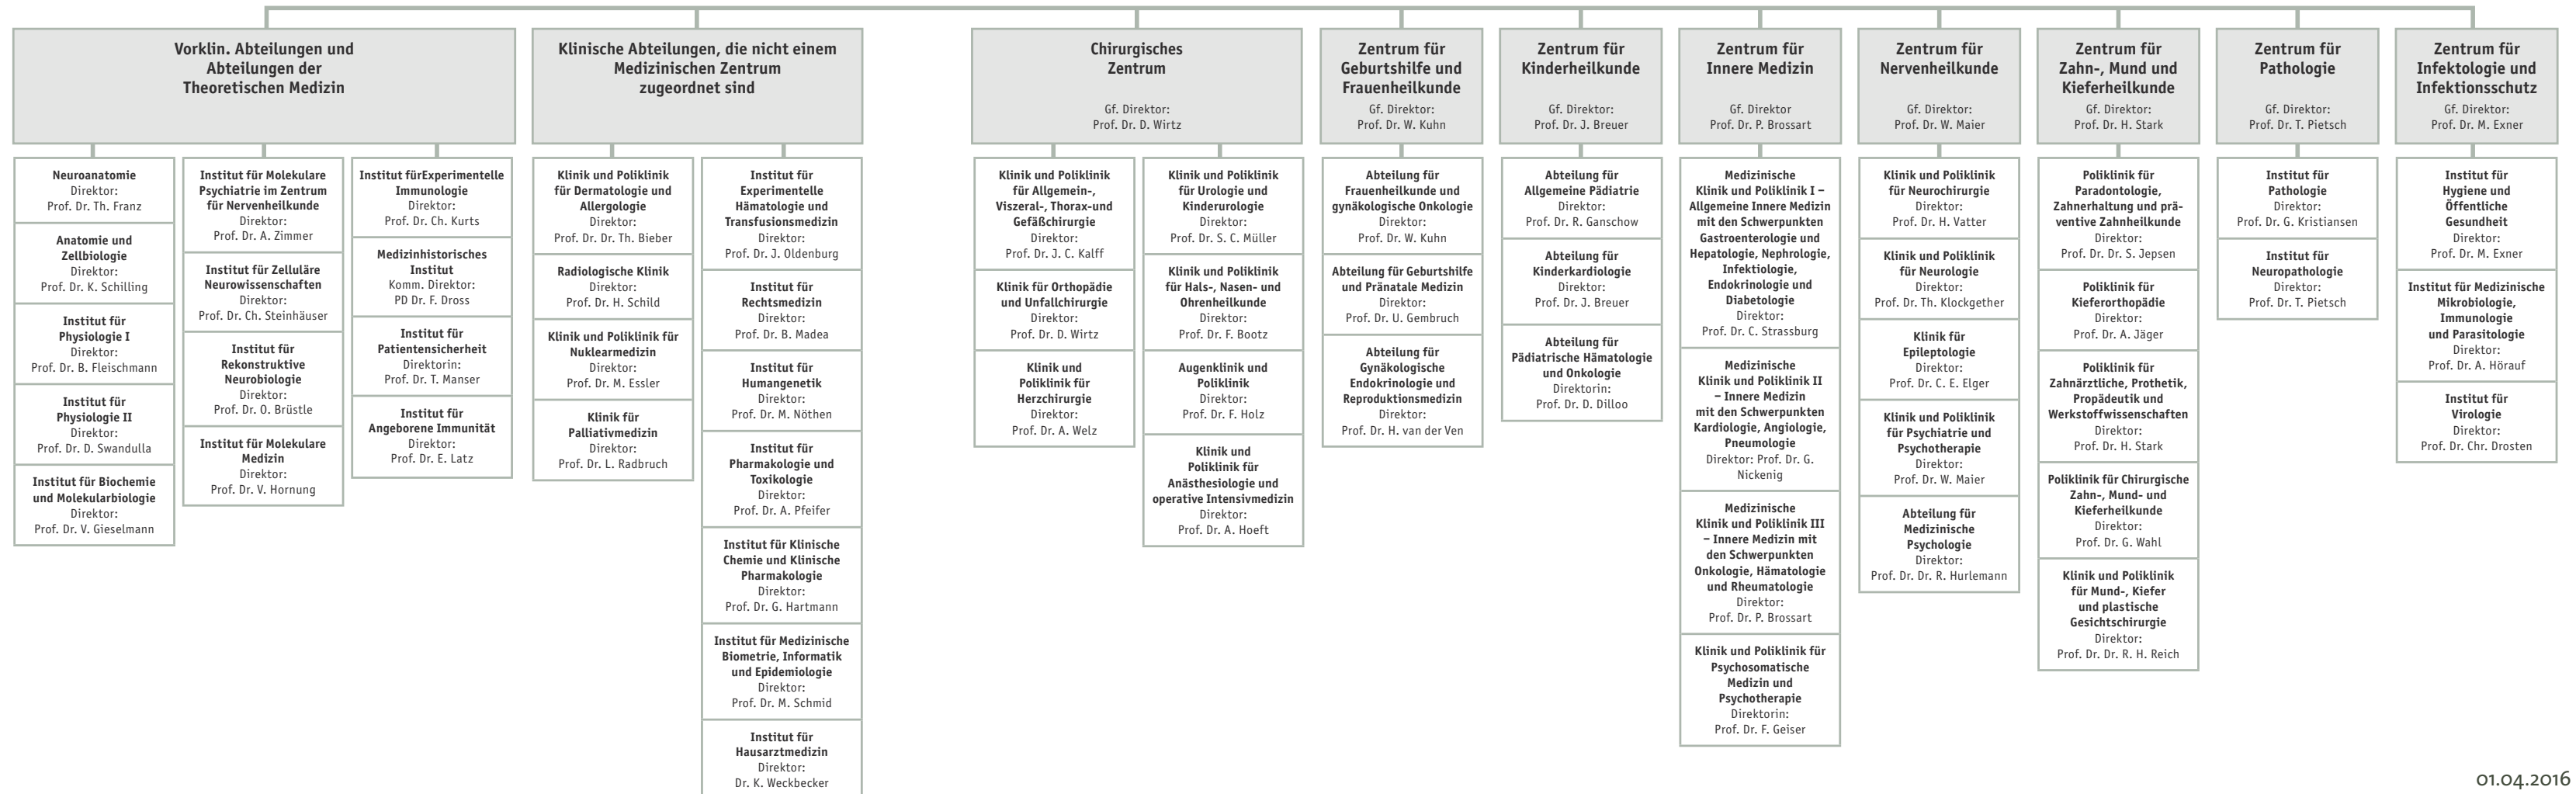 Vorklin. Abteilungen und
Abteilungen der
Theoretischen Medizin
Neuroanatomie
Direktor:
Prof. Dr. Th. Franz
Anatomie und
Zellbiologie
Direktor:
Prof. Dr. K. Schilling
Institut für
Physiologie I
Direktor:
Prof. Dr. B. Fleischmann
Institut für
Physiologie II
Direktor:
Prof. Dr. D. Swandulla
Institut für Biochemie
und Molekularbiologie
Direktor:
Prof. Dr. V. Gieselmann
Institut für Molekulare
Psychiatrie im Zentrum
für Nervenheilkunde
Direktor:
Prof. Dr. A. Zimmer
Institut für Zelluläre
Neurowissenschaften
Direktor:
Prof. Dr. Ch. Steinhäuser
Institut für
Rekonstruktive
Neurobiologie
Direktor:
Prof. Dr. O. Brüstle
Institut für Molekulare
Medizin
Direktor:
Prof. Dr. V. Hornung
Institut fürExperimentelle
Immunologie
Direktor:
Prof. Dr. Ch. Kurts
Medizinhistorisches
Institut
Komm. Direktor:
PD Dr. F. Dross
Institut für
Patientensicherheit
Direktorin:
Prof. Dr. T. Manser
Institut für
Angeborene Immunität
Direktor:
Prof. Dr. E. Latz
Klinische Abteilungen, die nicht einem
Medizinischen Zentrum
zugeordnet sind
Klinik und Poliklinik
für Dermatologie und
Allergologie
Direktor:
Prof. Dr. Dr. Th. Bieber
Radiologische Klinik
Direktor:
Prof. Dr. H. Schild
Klinik und Poliklinik für
Nuklearmedizin
Direktor:
Prof. Dr. M. Essler
Klinik für
Palliativmedizin
Direktor:
Prof. Dr. L. Radbruch
Institut für
Experimentelle
Hämatologie und
Transfusionsmedizin
Direktor:
Prof. Dr. J. Oldenburg
Institut für
Rechtsmedizin
Direktor:
Prof. Dr. B. Madea
Institut für
Humangenetik
Direktor:
Prof. Dr. M. Nöthen
Institut für
Pharmakologie und
Toxikologie
Direktor:
Prof. Dr. A. Pfeifer
Institut für Klinische
Chemie und Klinische
Pharmakologie
Direktor:
Prof. Dr. G. Hartmann
Institut für Medizinische
Biometrie, Informatik
und Epidemiologie
Direktor:
Prof. Dr. M. Schmid
Institut für
Hausarztmedizin
Direktor:
Dr. K. Weckbecker
Chirurgisches
Zentrum
Gf. Direktor:
Prof. Dr. D. Wirtz
Klinik und Poliklinik
für Allgemein-,
Viszeral-, Thorax-und
Gefäßchirurgie
Direktor:
Prof. Dr. J. C. Kalff
Klinik für Orthopädie
und Unfallchirurgie
Direktor:
Prof. Dr. D. Wirtz
Klinik und
Poliklinik für
Herzchirurgie
Direktor:
Prof. Dr. A. Welz
Klinik und Poliklinik
für Urologie und
Kinderurologie
Direktor:
Prof. Dr. S. C. Müller
Klinik und Poliklinik
für Hals-, Nasen- und
Ohrenheilkunde
Direktor:
Prof. Dr. F. Bootz
Augenklinik und
Poliklinik
Direktor:
Prof. Dr. F. Holz
Klinik und
Poliklinik für
Anästhesiologie und
operative Intensivmedizin
Direktor:
Prof. Dr. A. Hoeft
Zentrum für
Geburtshilfe und
Frauenheilkunde
Gf. Direktor:
Prof. Dr. W. Kuhn
Abteilung für
Frauenheilkunde und
gynäkologische Onkologie
Direktor:
Prof. Dr. W. Kuhn
Abteilung für Geburtshilfe
und Pränatale Medizin
Direktor:
Prof. Dr. U. Gembruch
Abteilung für
Gynäkologische
Endokrinologie und
Reproduktionsmedizin
Direktor:
Prof. Dr. H. van der Ven
Zentrum für
Kinderheilkunde
Gf. Direktor:
Prof. Dr. J. Breuer
Abteilung für
Allgemeine Pädiatrie
Direktor:
Prof. Dr. R. Ganschow
Abteilung für
Kinderkardiologie
Direktor:
Prof. Dr. J. Breuer
Abteilung für
Pädiatrische Hämatologie
und Onkologie
Direktorin:
Prof. Dr. D. Dilloo
Zentrum für
Innere Medizin
Gf. Direktor
Prof. Dr. P. Brossart
Medizinische
Klinik und Poliklinik I –
Allgemeine Innere Medizin
mit den Schwerpunkten
Gastroenterologie und
Hepatologie, Nephrologie,
Infektiologie,
Endokrinologie und
Diabetologie
Direktor:
Prof. Dr. C. Strassburg
Medizinische
Klinik und Poliklinik II
– Innere Medizin
mit den Schwerpunkten
Kardiologie, Angiologie,
Pneumologie
Direktor: Prof. Dr. G.
Nickenig
Medizinische
Klinik und Poliklinik III
– Innere Medizin mit
den Schwerpunkten
Onkologie, Hämatologie
und Rheumatologie
Direktor:
Prof. Dr. P. Brossart
Klinik und Poliklinik für
Psychosomatische
Medizin und
Psychotherapie
Direktorin:
Prof. Dr. F. Geiser
Zentrum für
Nervenheilkunde
Gf. Direktor:
Prof. Dr. W. Maier
Klinik und Poliklinik
für Neurochirurgie
Direktor:
Prof. Dr. H. Vatter
Klinik und Poliklinik
für Neurologie
Direktor:
Prof. Dr. Th. Klockgether
Klinik für
Epileptologie
Direktor:
Prof. Dr. C. E. Elger
Klinik und Poliklinik
für Psychiatrie und
Psychotherapie
Direktor:
Prof. Dr. W. Maier
Abteilung für
Medizinische
Psychologie
Direktor:
Prof. Dr. Dr. R. Hurlemann
Zentrum für
Zahn-, Mund und
Kieferheilkunde
Gf. Direktor:
Prof. Dr. H. Stark
Poliklinik für
Paradontologie,
Zahnerhaltung und prä-
ventive Zahnheilkunde
Direktor:
Prof. Dr. Dr. S. Jepsen
Poliklinik für
Kieferorthopädie
Direktor:
Prof. Dr. A. Jäger
Poliklinik für
Zahnärztliche, Prothetik,
Propädeutik und
Werkstoffwissenschaften
Direktor:
Prof. Dr. H. Stark
Poliklinik für Chirurgische
Zahn-, Mund- und
Kieferheilkunde
Direktor:
Prof. Dr. G. Wahl
Klinik und Poliklinik
für Mund-, Kiefer
und plastische
Gesichtschirurgie
Direktor:
Prof. Dr. Dr. R. H. Reich
Zentrum für
Pathologie
Gf. Direktor:
Prof. Dr. T. Pietsch
Institut für
Pathologie
Direktor:
Prof. Dr. G. Kristiansen
Institut für
Neuropathologie
Direktor:
Prof. Dr. T. Pietsch
Zentrum für
Infektologie und
Infektionsschutz
Gf. Direktor:
Prof. Dr. M. Exner
Institut für
Hygiene und
Öffentliche
Gesundheit
Direktor:
Prof. Dr. M. Exner
Institut für Medizinische
Mikrobiologie,
Immunologie
und Parasitologie
Direktor:
Prof. Dr. A. Hörauf
Institut für
Virologie
Direktor:
Prof. Dr. Chr. Drosten
01.04.2016